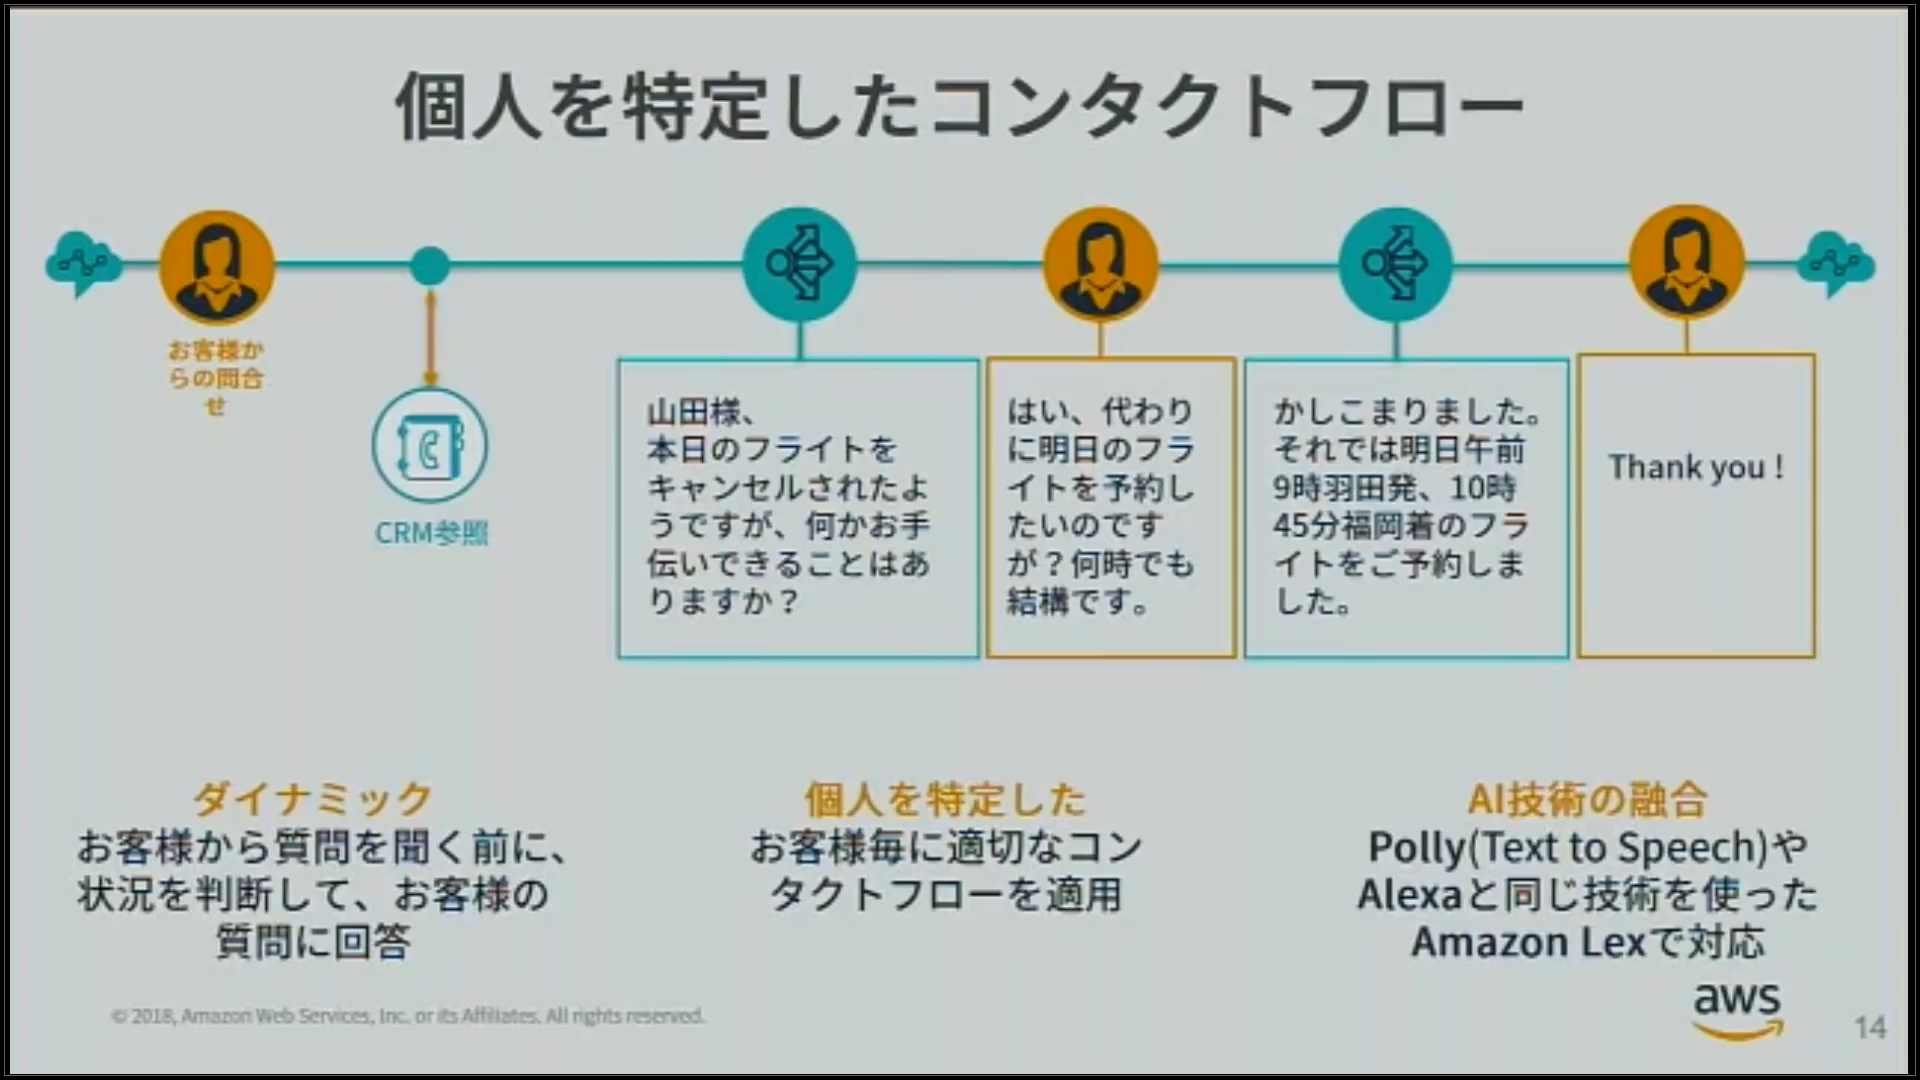 個人を特定したコンタクトフロー
お客様か
らの問合
せ
CRM参照
山田様、
本日のフライトを
キャンセルされたよ
うですが、何かお手
伝いできることはあ
りますか？
はい、代わり
に明日のフラ
イトを予約し
たいのです
が？何時でも
結構です。
かしこまりました。
それでは明日午前
9時羽田発、10時
45分福岡着のフラ
イトをご予約しま
した。
Thank you !
ダイナミック
お客様から質問を聞く前に、
状況を判断して、お客様の
質問に回答
個人を特定した
お客様毎に適切なコン
タクトフローを適用
AI技術の融合
Polly(Text to Speech)や
Alexaと同じ技術を使った
Amazon Lexで対応
© 2018, Amazon Web Services, Inc. or its Affiliates. All rights reserved.
aws
14